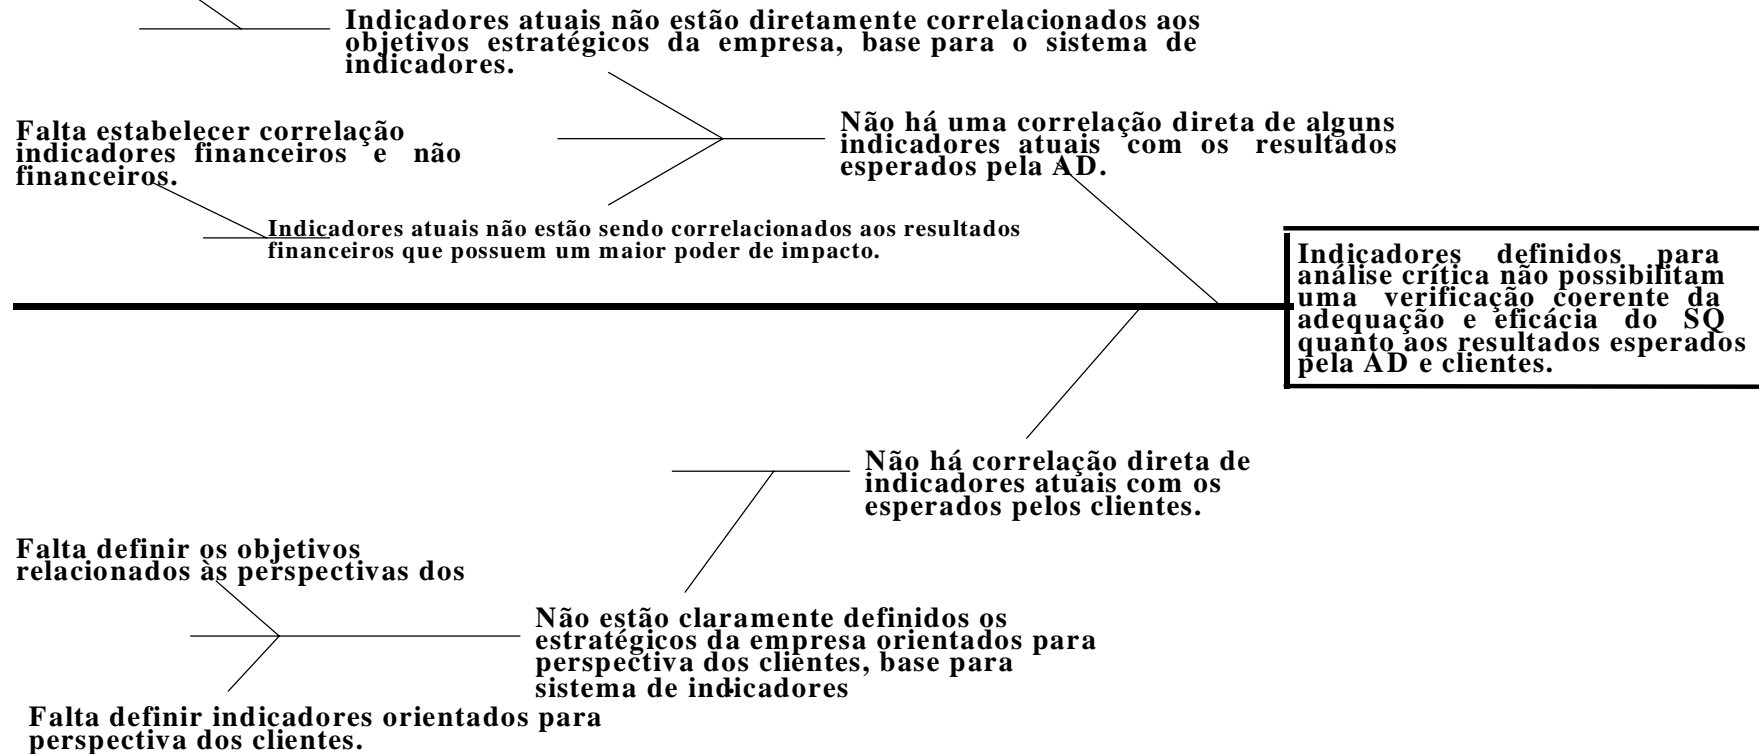 Indicadores atuais não estão diretamente correlacionados aos
objetivos estratégicos da empresa, base para o sistema de
indicadores.
Falta estabelecer correlação
indicadores financeiros e não
financeiros.
Não há uma correlação direta de alguns
indicadores atuais com os resultados
esperados pela AD.
Indicadores atuais não estão sendo correlacionados aos resultados
financeiros que possuem um maior poder de impacto.
Indicadores definidos para
análise crítica não possibilitam
uma verificação coerente da
adequação e eficácia do SQ
quanto aos resultados esperados
pela AD e clientes.
Não há correlação direta de
indicadores atuais com os
esperados pelos clientes.
Falta definir os objetivos
relacionados às perspectivas dos
Não estão claramente definidos os
estratégicos da empresa orientados para
perspectiva dos clientes, base para
sistema de indicadores
Falta definir indicadores orientados para
perspectiva dos clientes.